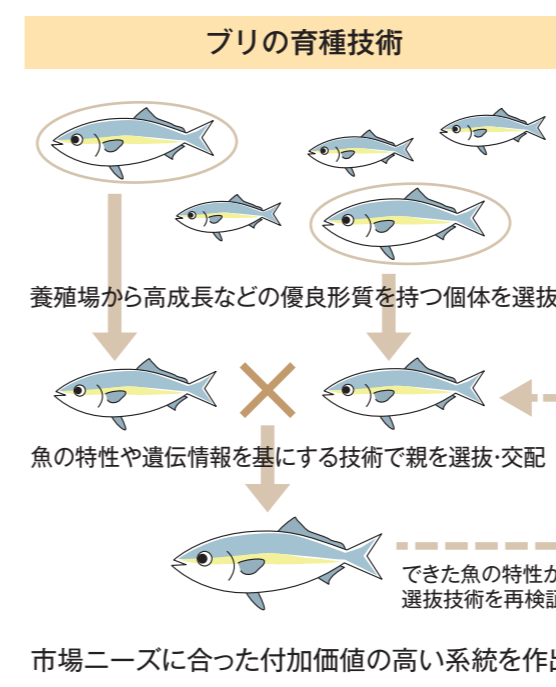 ブリの育種技術
養殖場から高成長などの優良形質を持つ個体を選抜
魚の特性や遺伝情報を基にする技術で親を選抜・交配
できた魚の特性か
選抜技術を再検証
市場ニーズに合った付加価値の高い系統を作出